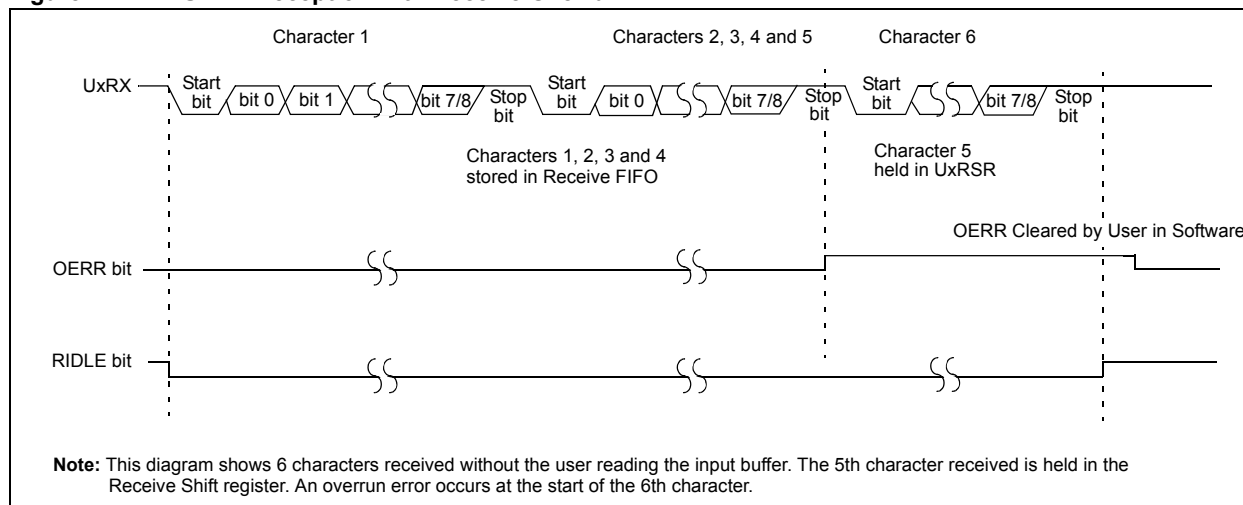 Character 1 Characters 2, 3, 4 and 5 Character 6
UxRX Start bit bit 0 bit 1 bit 7/8 Stop bit Start bit bit 0 bit 7/8 Stop bit Start bit bit 7/8 Stop bit
Characters 1, 2, 3 and 4
stored in Receive FIFO
Character 5
held in UxRSR
OERR Cleared by User in Software
OERR bit
RIDLE bit
Note: This diagram shows 6 characters received without the user reading the input buffer. The 5th character received is held in the
Receive Shift register. An overrun error occurs at the start of the 6th character.